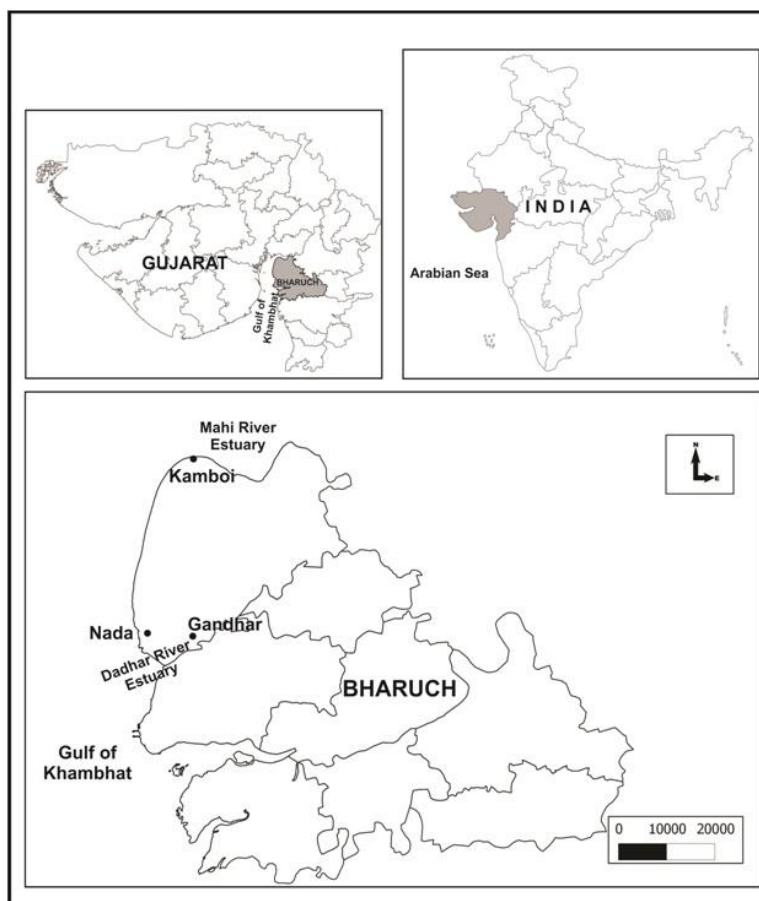 GUJARAT
BHARUCH
Gulf of
Khambhat
INDIA
Arabian Sea
Mahi River
Estuary
Kamboi
N
E
Nada
Gandhar
Dadhar River
Estuary
BHARUCH
Gulf of
Khambhat
0 10000 20000